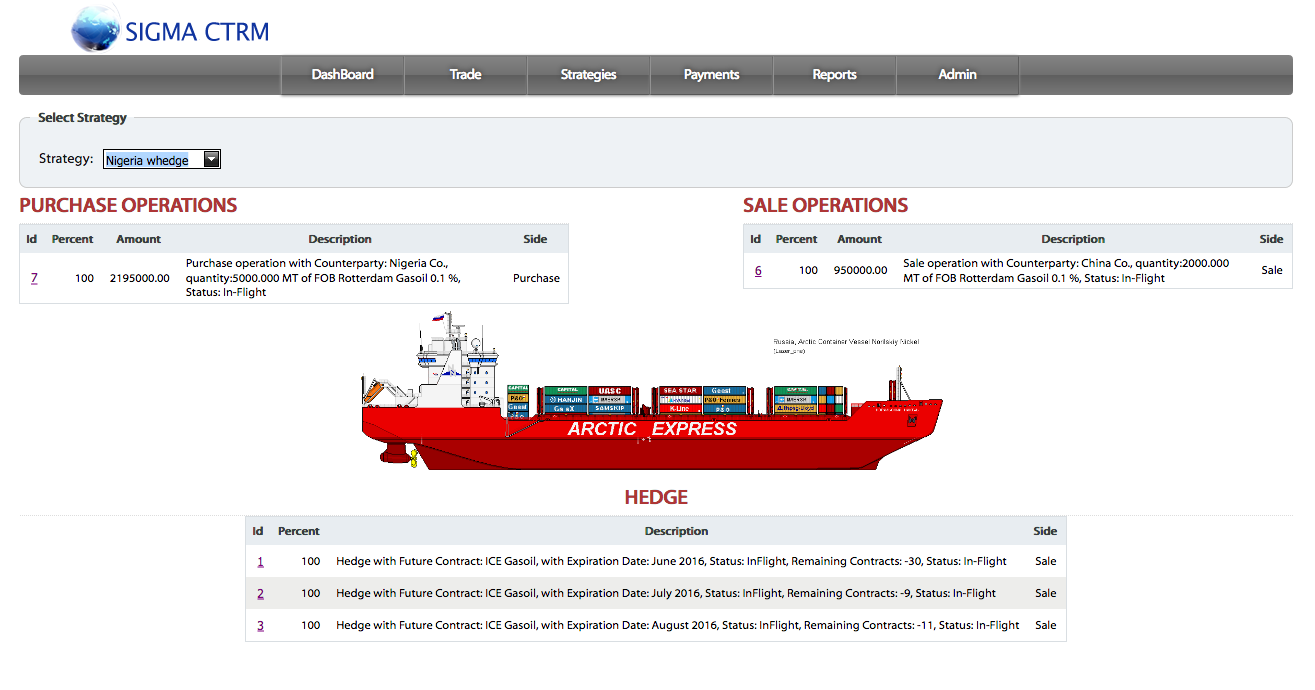 SIGMA CTRM
DashBoard Trade Strategies Payments Reports Admin
Select Strategy
Strategy: Nigeria whedge
PURCHASE OPERATIONS
Id Percent Amount Description Side
7 100 2195000.00 Purchase operation with Counterparty: Nigeria Co., quantity:5000.000 MT of FOB Rotterdam Gasoil 0.1 %, Status: In-Flight Purchase
SALE OPERATIONS
Id Percent Amount Description Side
6 100 950000.00 Sale operation with Counterparty: China Co., quantity:2000.000 MT of FOB Rotterdam Gasoil 0.1 %, Status: In-Flight Sale
Russia, Arctic Container Vessel Norilskiy Nickel
CAPITAL CAPITAL UASC SEA STAR Geest
P&O HANJIN
Geest SAMSKIP K-Line P&O
ARCTIC EXPRESS
HEDGE
Id Percent Description Side
1 100 Hedge with Future Contract: ICE Gasoil, with Expiration Date: June 2016, Status: InFlight, Remaining Contracts: -30, Status: In-Flight Sale
2 100 Hedge with Future Contract: ICE Gasoil, with Expiration Date: July 2016, Status: InFlight, Remaining Contracts: -9, Status: In-Flight Sale
3 100 Hedge with Future Contract: ICE Gasoil, with Expiration Date: August 2016, Status: InFlight, Remaining Contracts: -11, Status: In-Flight Sale